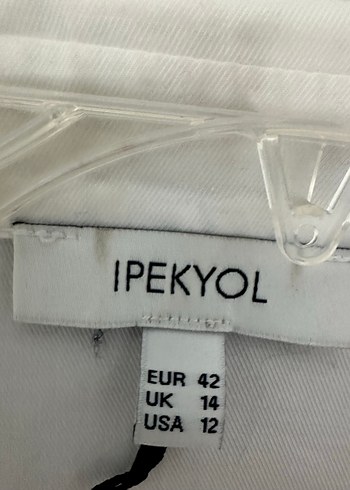 IPEKYOL
EUR 42
UK 14
USA 12